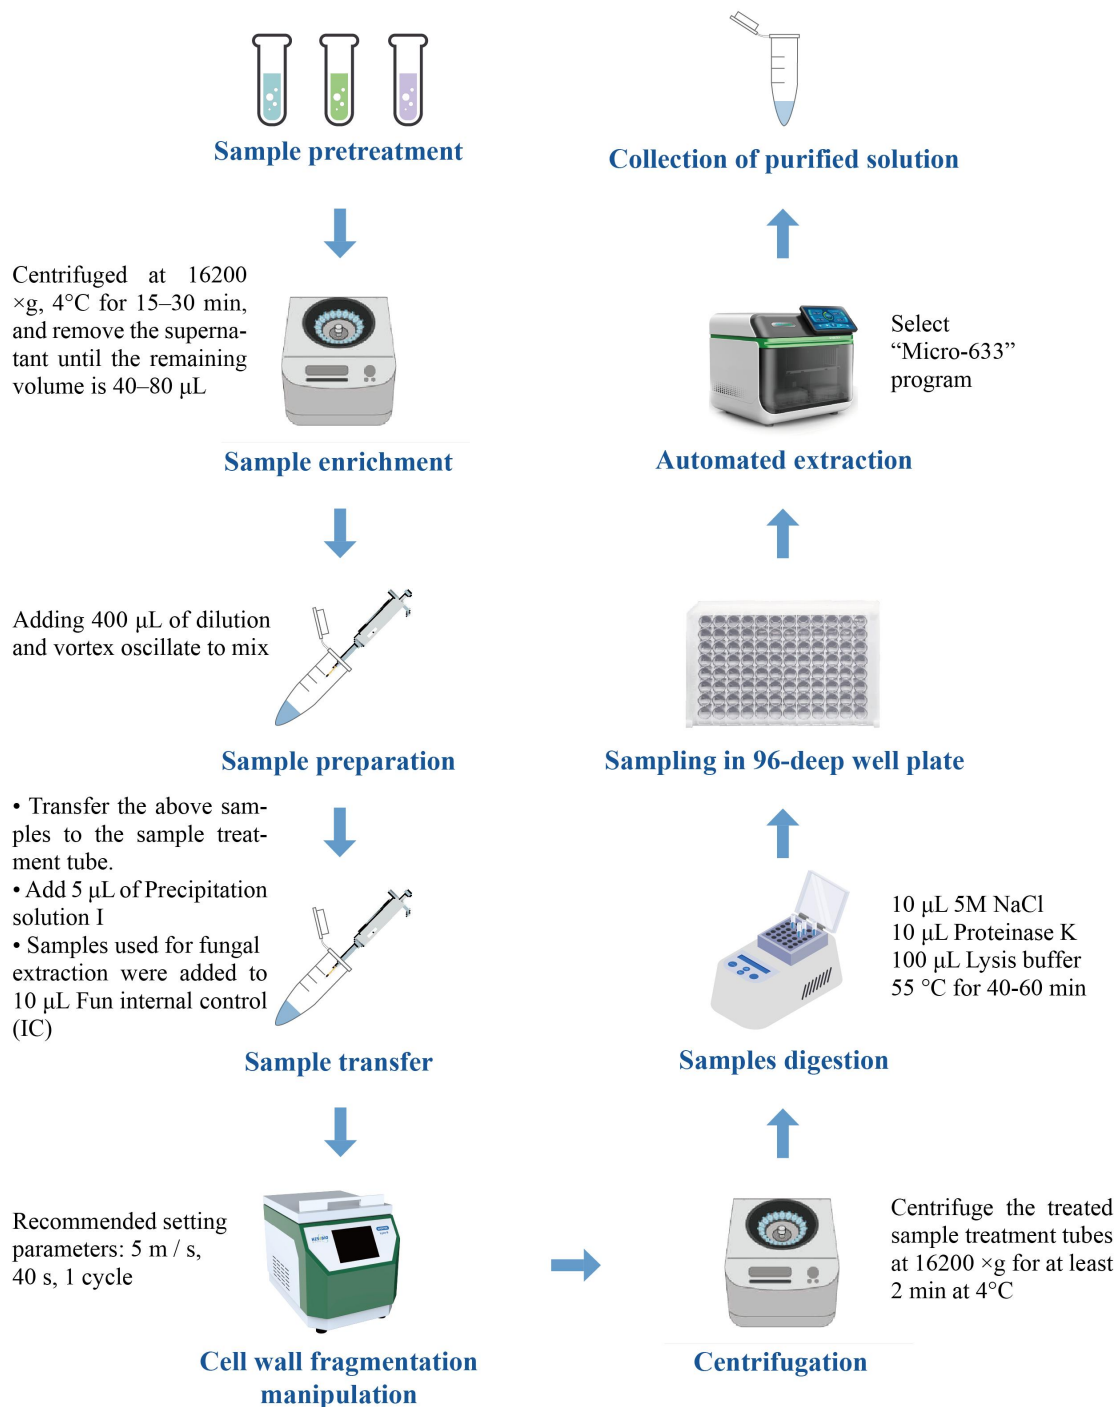 Sample pretreatment
Centrifuged at 16200
×g, 4°C for 15–30 min,
and remove the superna-
tant until the remaining
volume is 40–80 μL
Sample enrichment
Adding 400 μL of dilution
and vortex oscillate to mix
Sample preparation
• Transfer the above sam-
ples to the sample treat-
ment tube.
• Add 5 μL of Precipitation
solution I
• Samples used for fungal
extraction were added to
10 μL Fun internal control
(IC)
Sample transfer
Recommended setting
parameters: 5 m / s,
40 s, 1 cycle
Cell wall fragmentation
manipulation
Centrifuge the treated
sample treatment tubes
at 16200 ×g for at least
2 min at 4°C
Centrifugation
10 μL 5M NaCl
10 μL Proteinase K
100 μL Lysis buffer
55 °C for 40-60 min
Samples digestion
Sampling in 96-deep well plate
Select
“Micro-633”
program
Automated extraction
Collection of purified solution